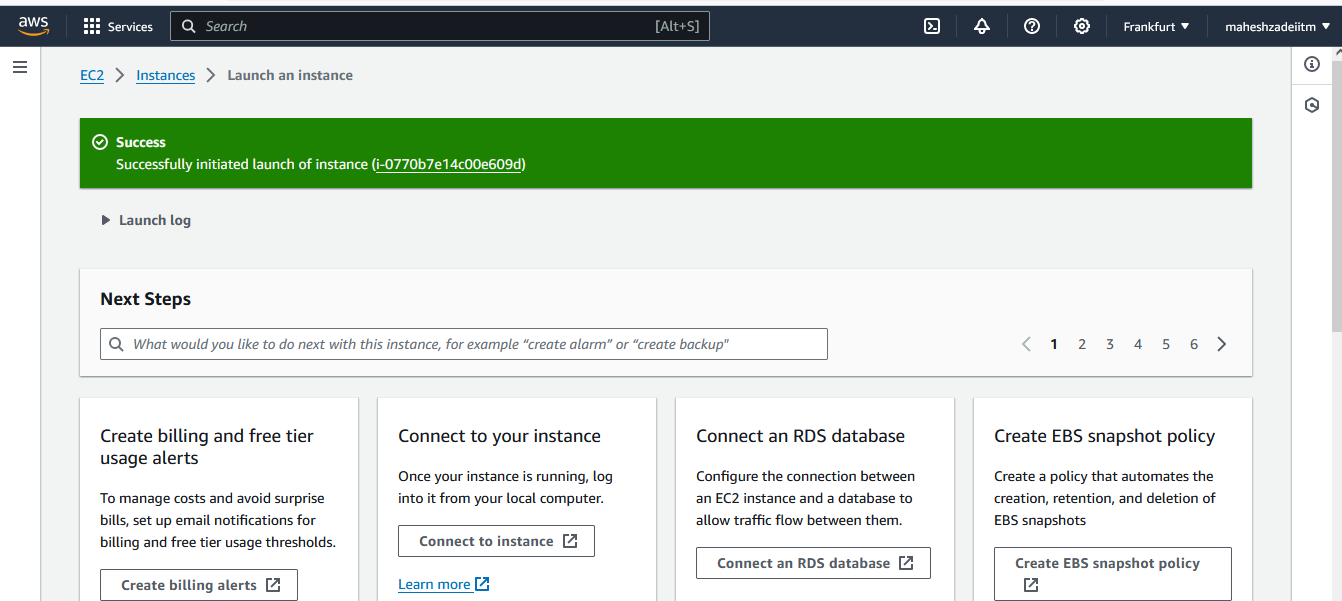 aws
Services
Search
[Alt+S]
Frankfurt
maheshzadeiitm
EC2 > Instances > Launch an instance
Success
Successfully initiated launch of instance (i-0770b7e14c00e609d)
Launch log
Next Steps
What would you like to do next with this instance, for example “create alarm” or “create backup”
1 2 3 4 5 6
Create billing and free tier
usage alerts
To manage costs and avoid surprise
bills, set up email notifications for
billing and free tier usage thresholds.
Create billing alerts
Connect to your instance
Once your instance is running, log
into it from your local computer.
Connect to instance
Learn more
Connect an RDS database
Configure the connection between
an EC2 instance and a database to
allow traffic flow between them.
Connect an RDS database
Create EBS snapshot policy
Create a policy that automates the
creation, retention, and deletion of
EBS snapshots
Create EBS snapshot policy